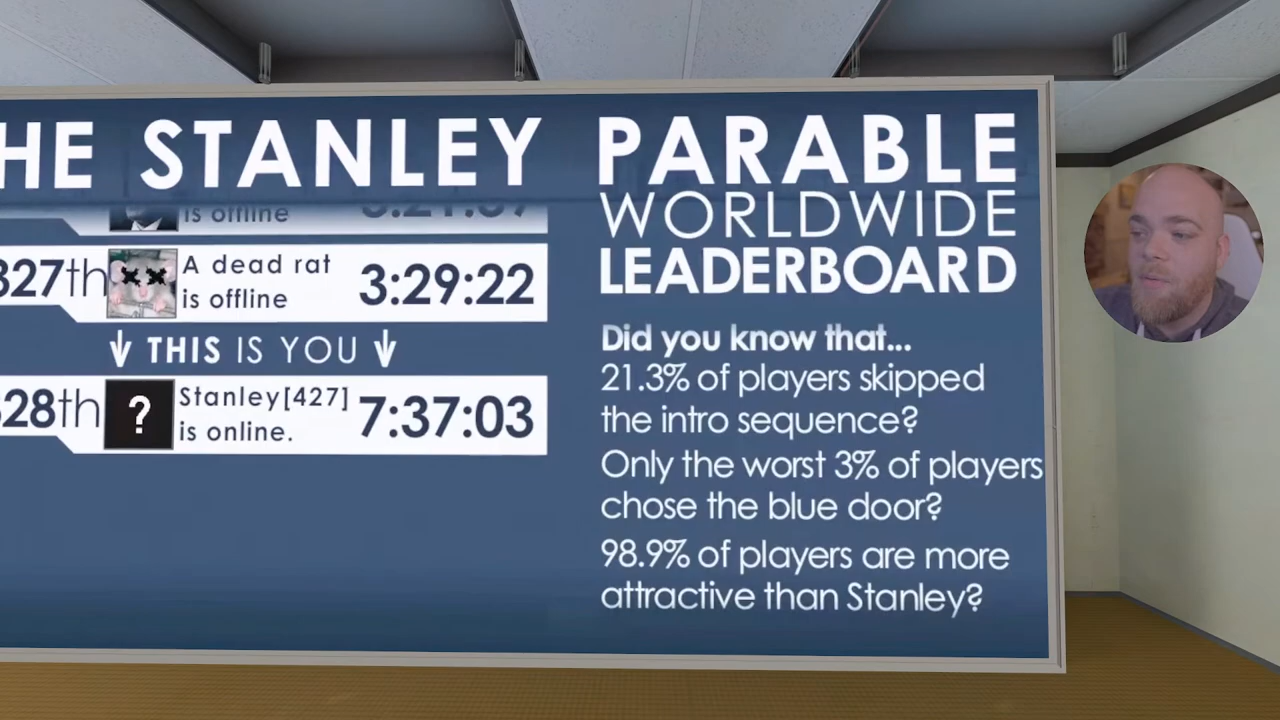 HE STANLEY PARABLE
WORLDWIDE
LEADERBOARD
is offline
327th
A dead rat
is offline
3:29:22
THIS IS YOU
28th
?
Stanley[427]
is online.
7:37:03
Did you know that...
21.3% of players skipped
the intro sequence?
Only the worst 3% of players
chose the blue door?
98.9% of players are more
attractive than Stanley?